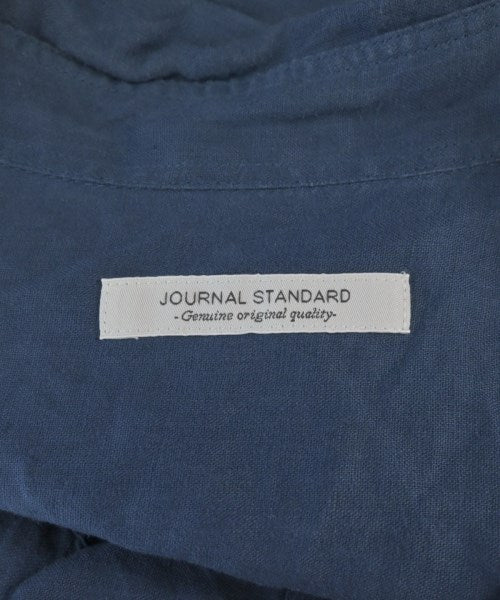 JOURNAL STANDARD
-Genuine original quality-